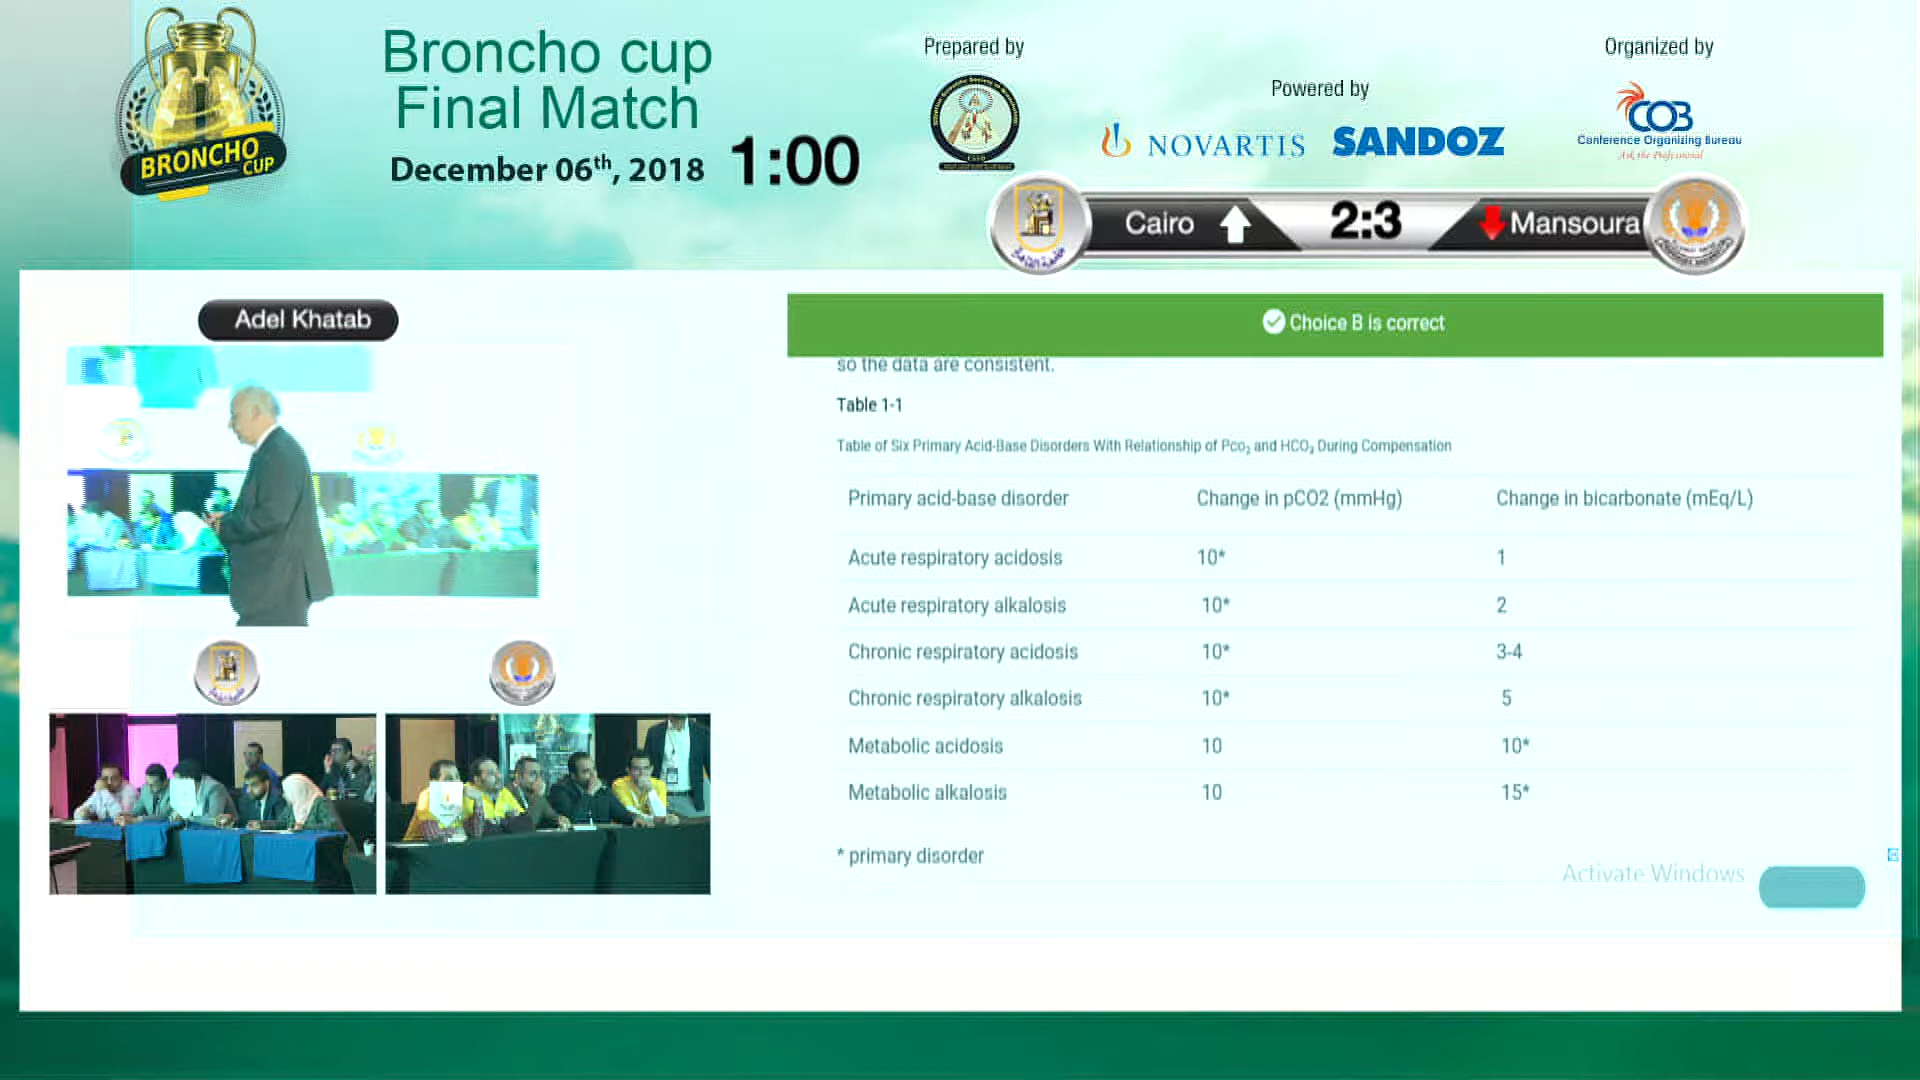 Broncho cup
Final Match
December 06th, 2018
1:00
BRONCHO
CUP
Prepared by
Powered by
NOVARTIS
SANDOZ
Organized by
COB
Conference Organizing Bureau
Ask the Professional
Cairo
2:3
Mansoura
Adel Khatab
Choice B is correct
so the data are consistent.
Table 1-1
Table of Six Primary Acid-Base Disorders With Relationship of Pco₂ and HCO₃ During Compensation
Primary acid-base disorder Change in pCO2 (mmHg) Change in bicarbonate (mEq/L)
Acute respiratory acidosis 10* 1
Acute respiratory alkalosis 10* 2
Chronic respiratory acidosis 10* 3-4
Chronic respiratory alkalosis 10* 5
Metabolic acidosis 10 10*
Metabolic alkalosis 10 15*
* primary disorder
Activate Windows